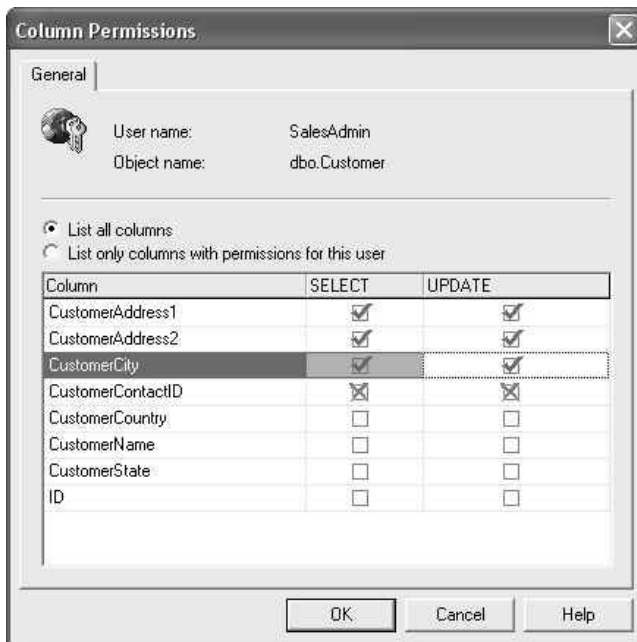 Column Permissions
General
User name: SalesAdmin
Object name: dbo.Customer
List all columns
List only columns with permissions for this user
Column SELECT UPDATE
CustomerAddress1
CustomerAddress2
CustomerCity
CustomerContactID
CustomerCountry
CustomerName
CustomerState
ID
OK Cancel Help